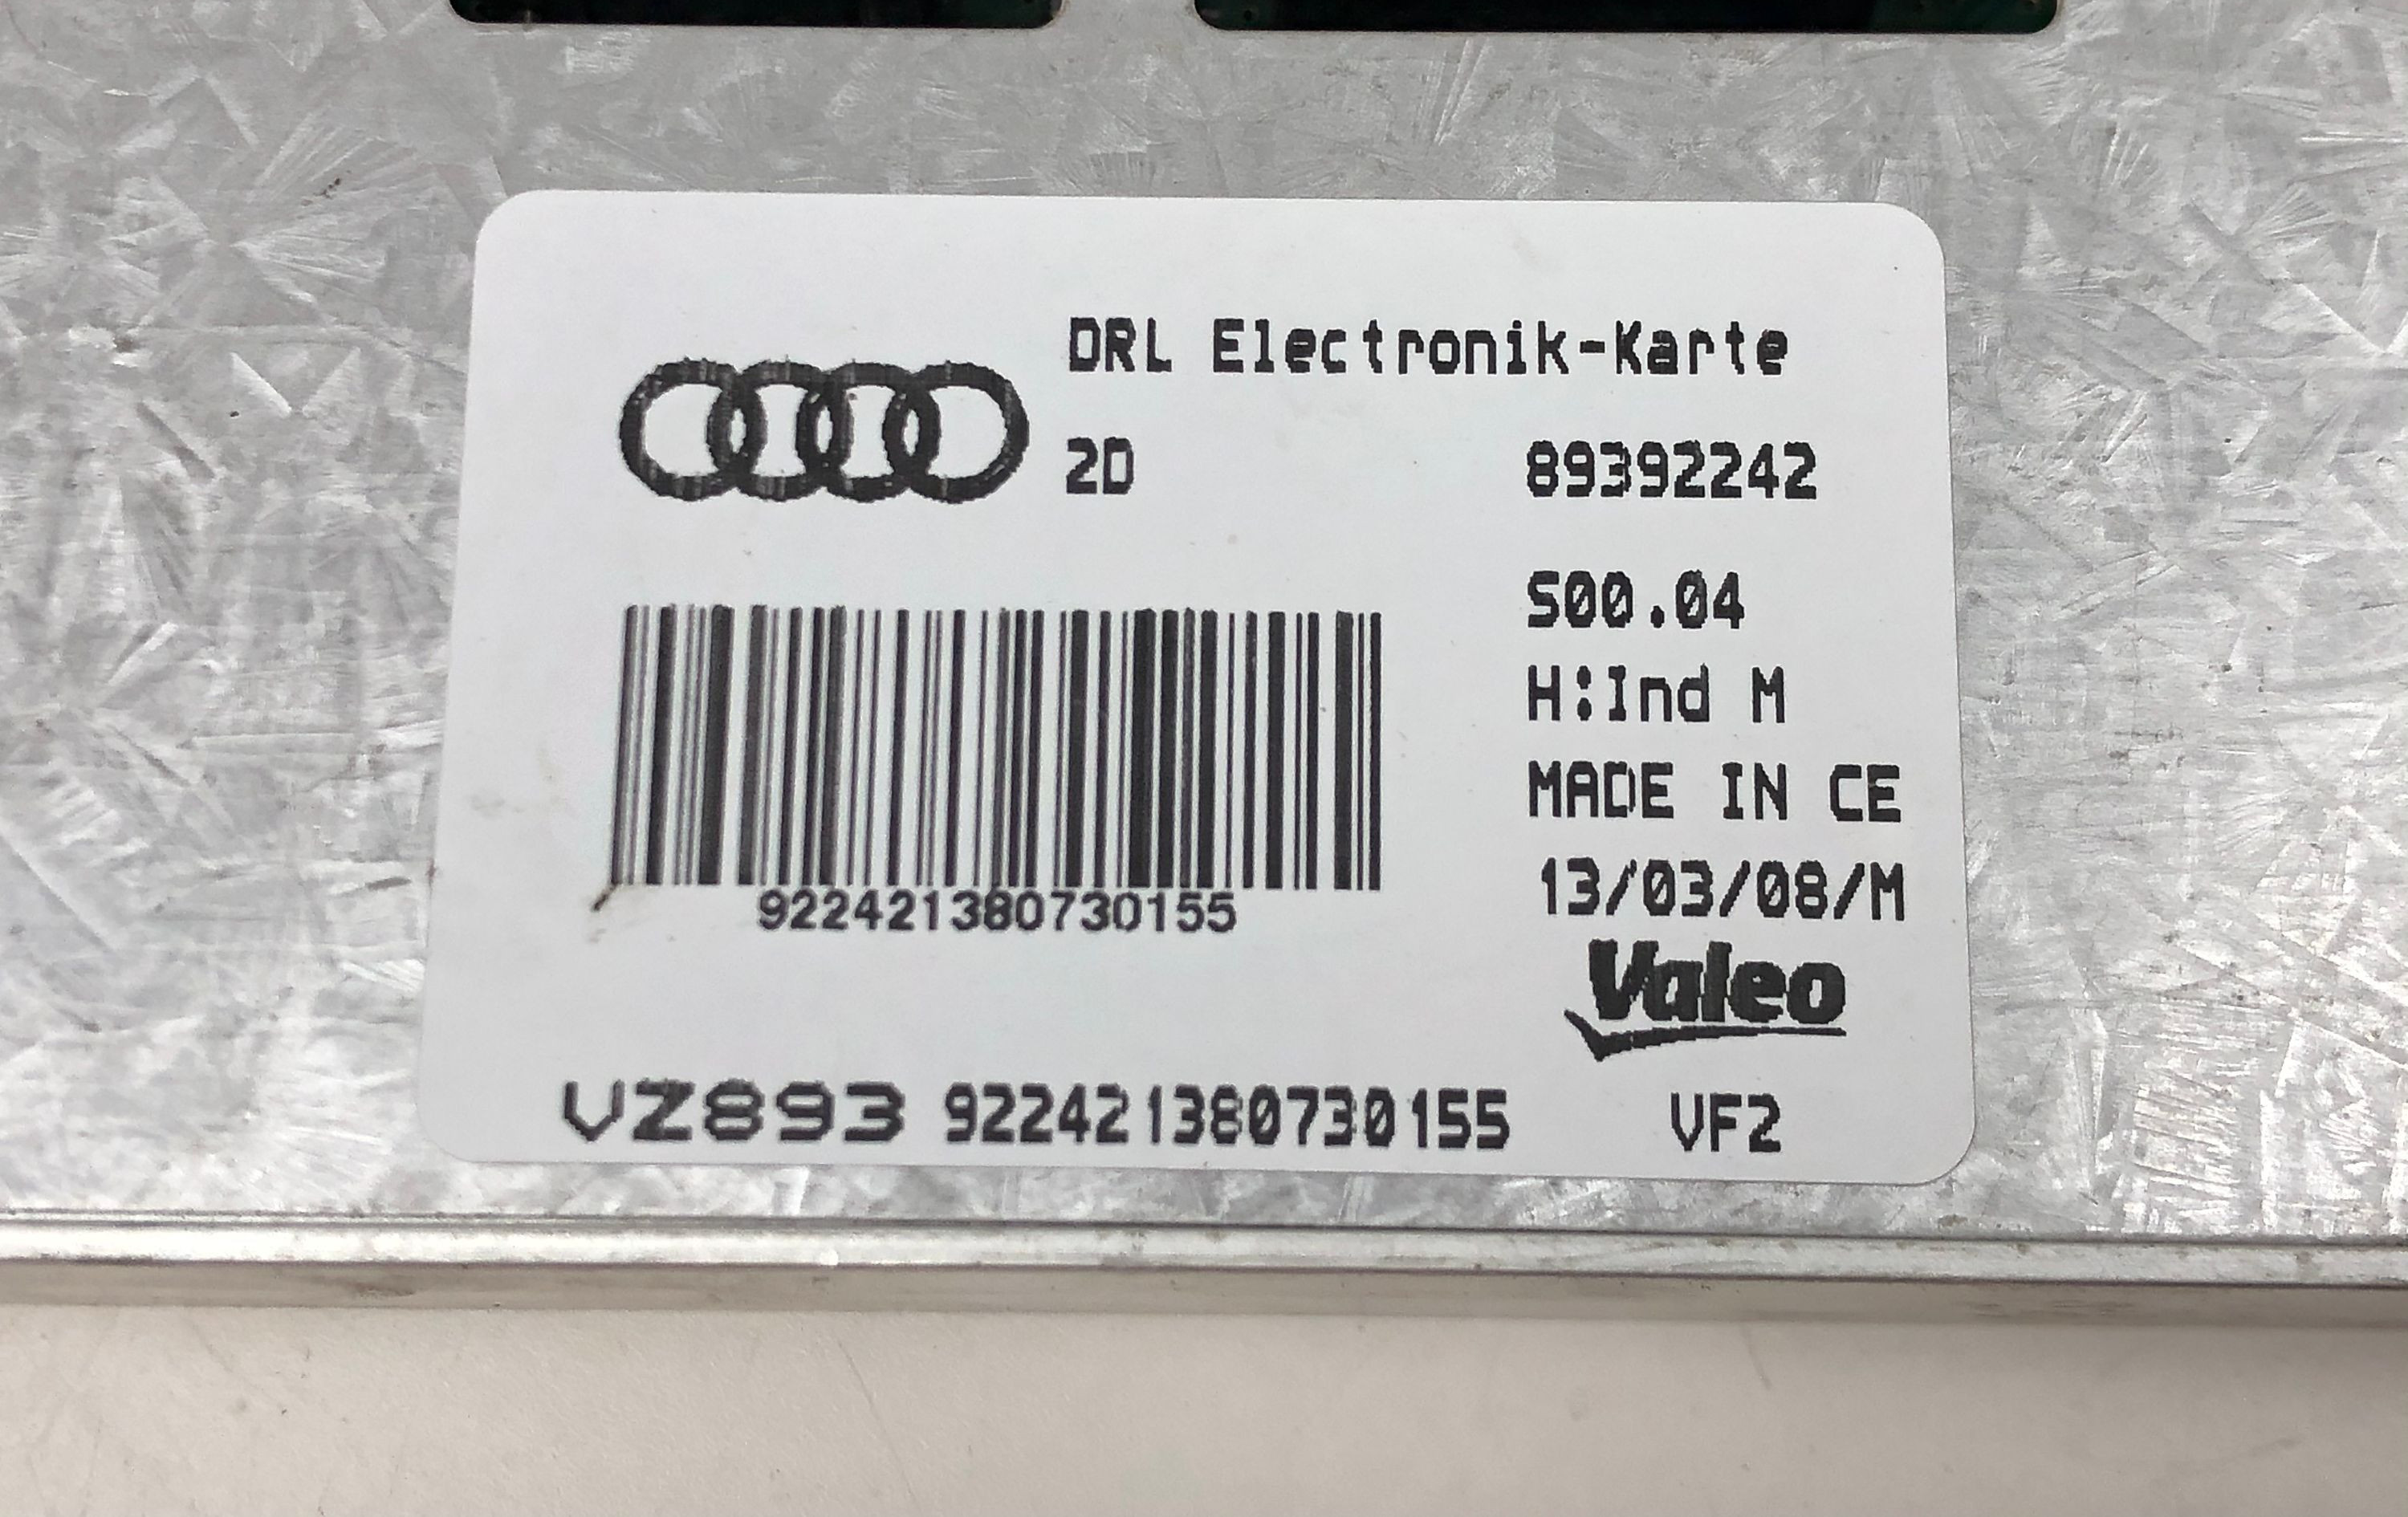 DRL Electronik-Karte
2D 89392242
S00.04
H:Ind M
MADE IN CE
13/03/08/M
922421380730155
Valeo
VZ893 922421380730155 VF2